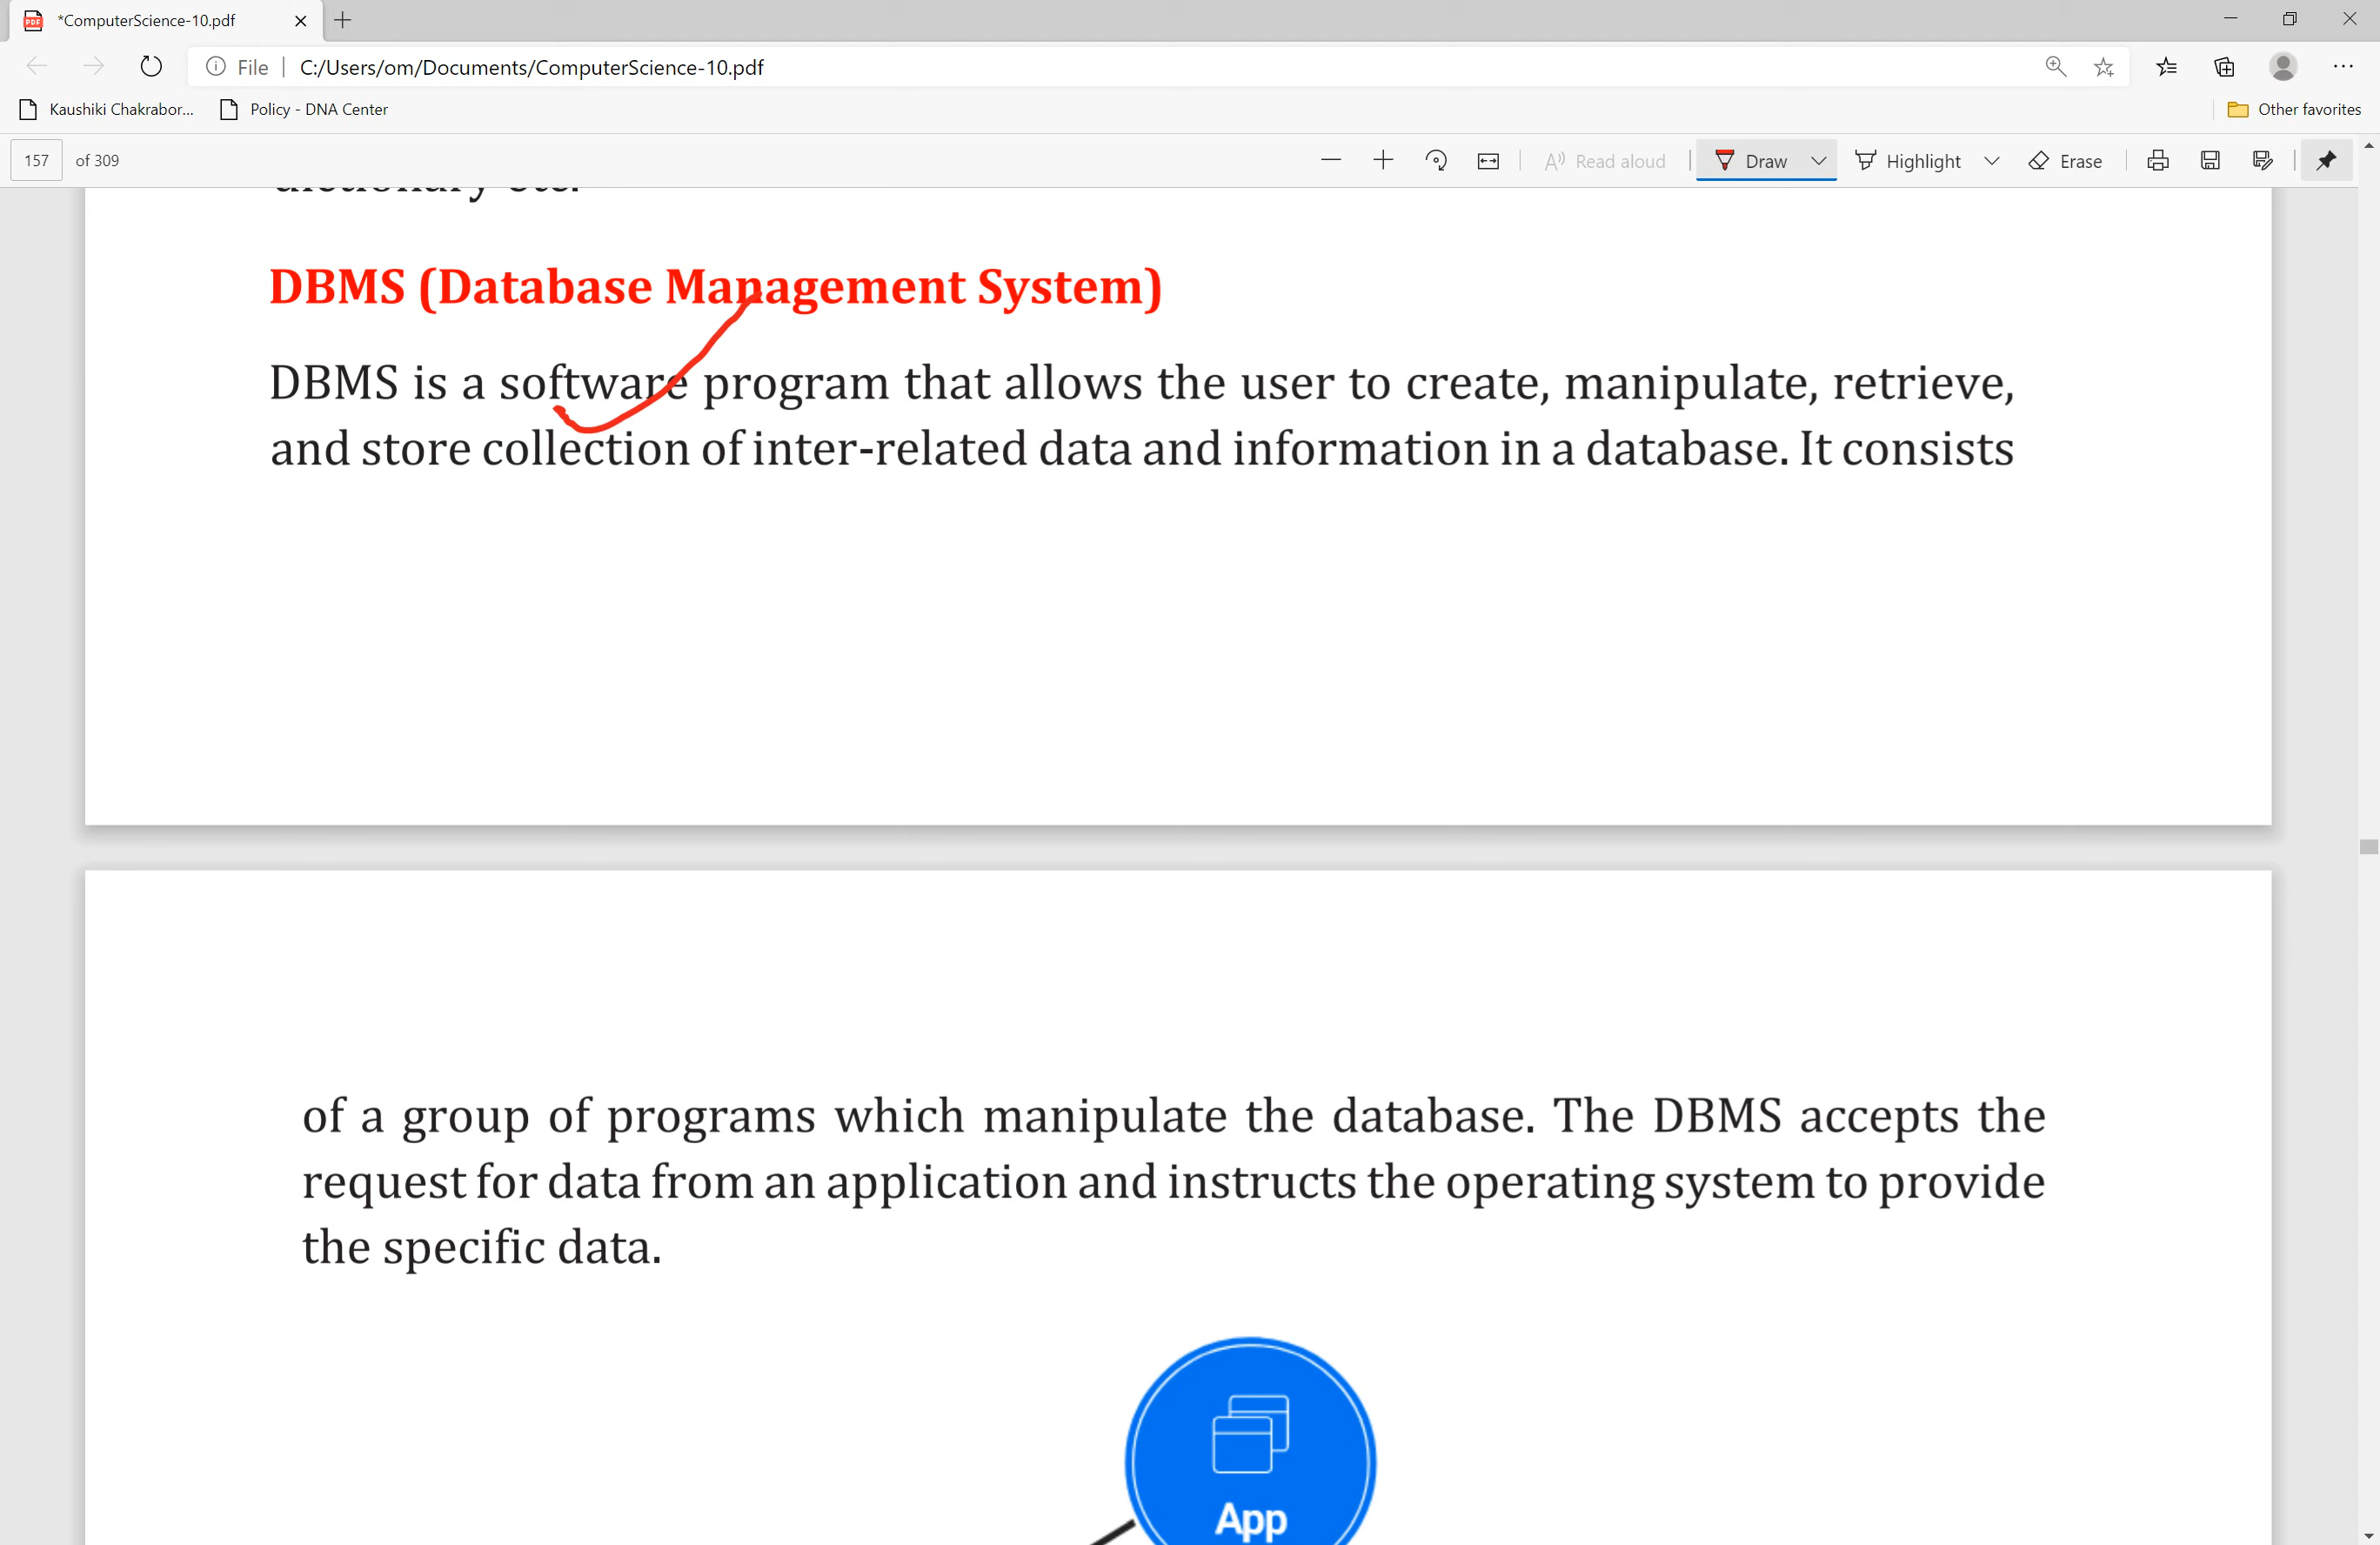 *ComputerScience-10.pdf
File | C:/Users/om/Documents/ComputerScience-10.pdf
Kaushiki Chakrabor... Policy - DNA Center Other favorites
157 of 309 Read aloud Draw Highlight Erase
dictionary etc.
DBMS (Database Management System)
DBMS is a software program that allows the user to create, manipulate, retrieve,
and store collection of inter-related data and information in a database. It consists
of a group of programs which manipulate the database. The DBMS accepts the
request for data from an application and instructs the operating system to provide
the specific data.
App